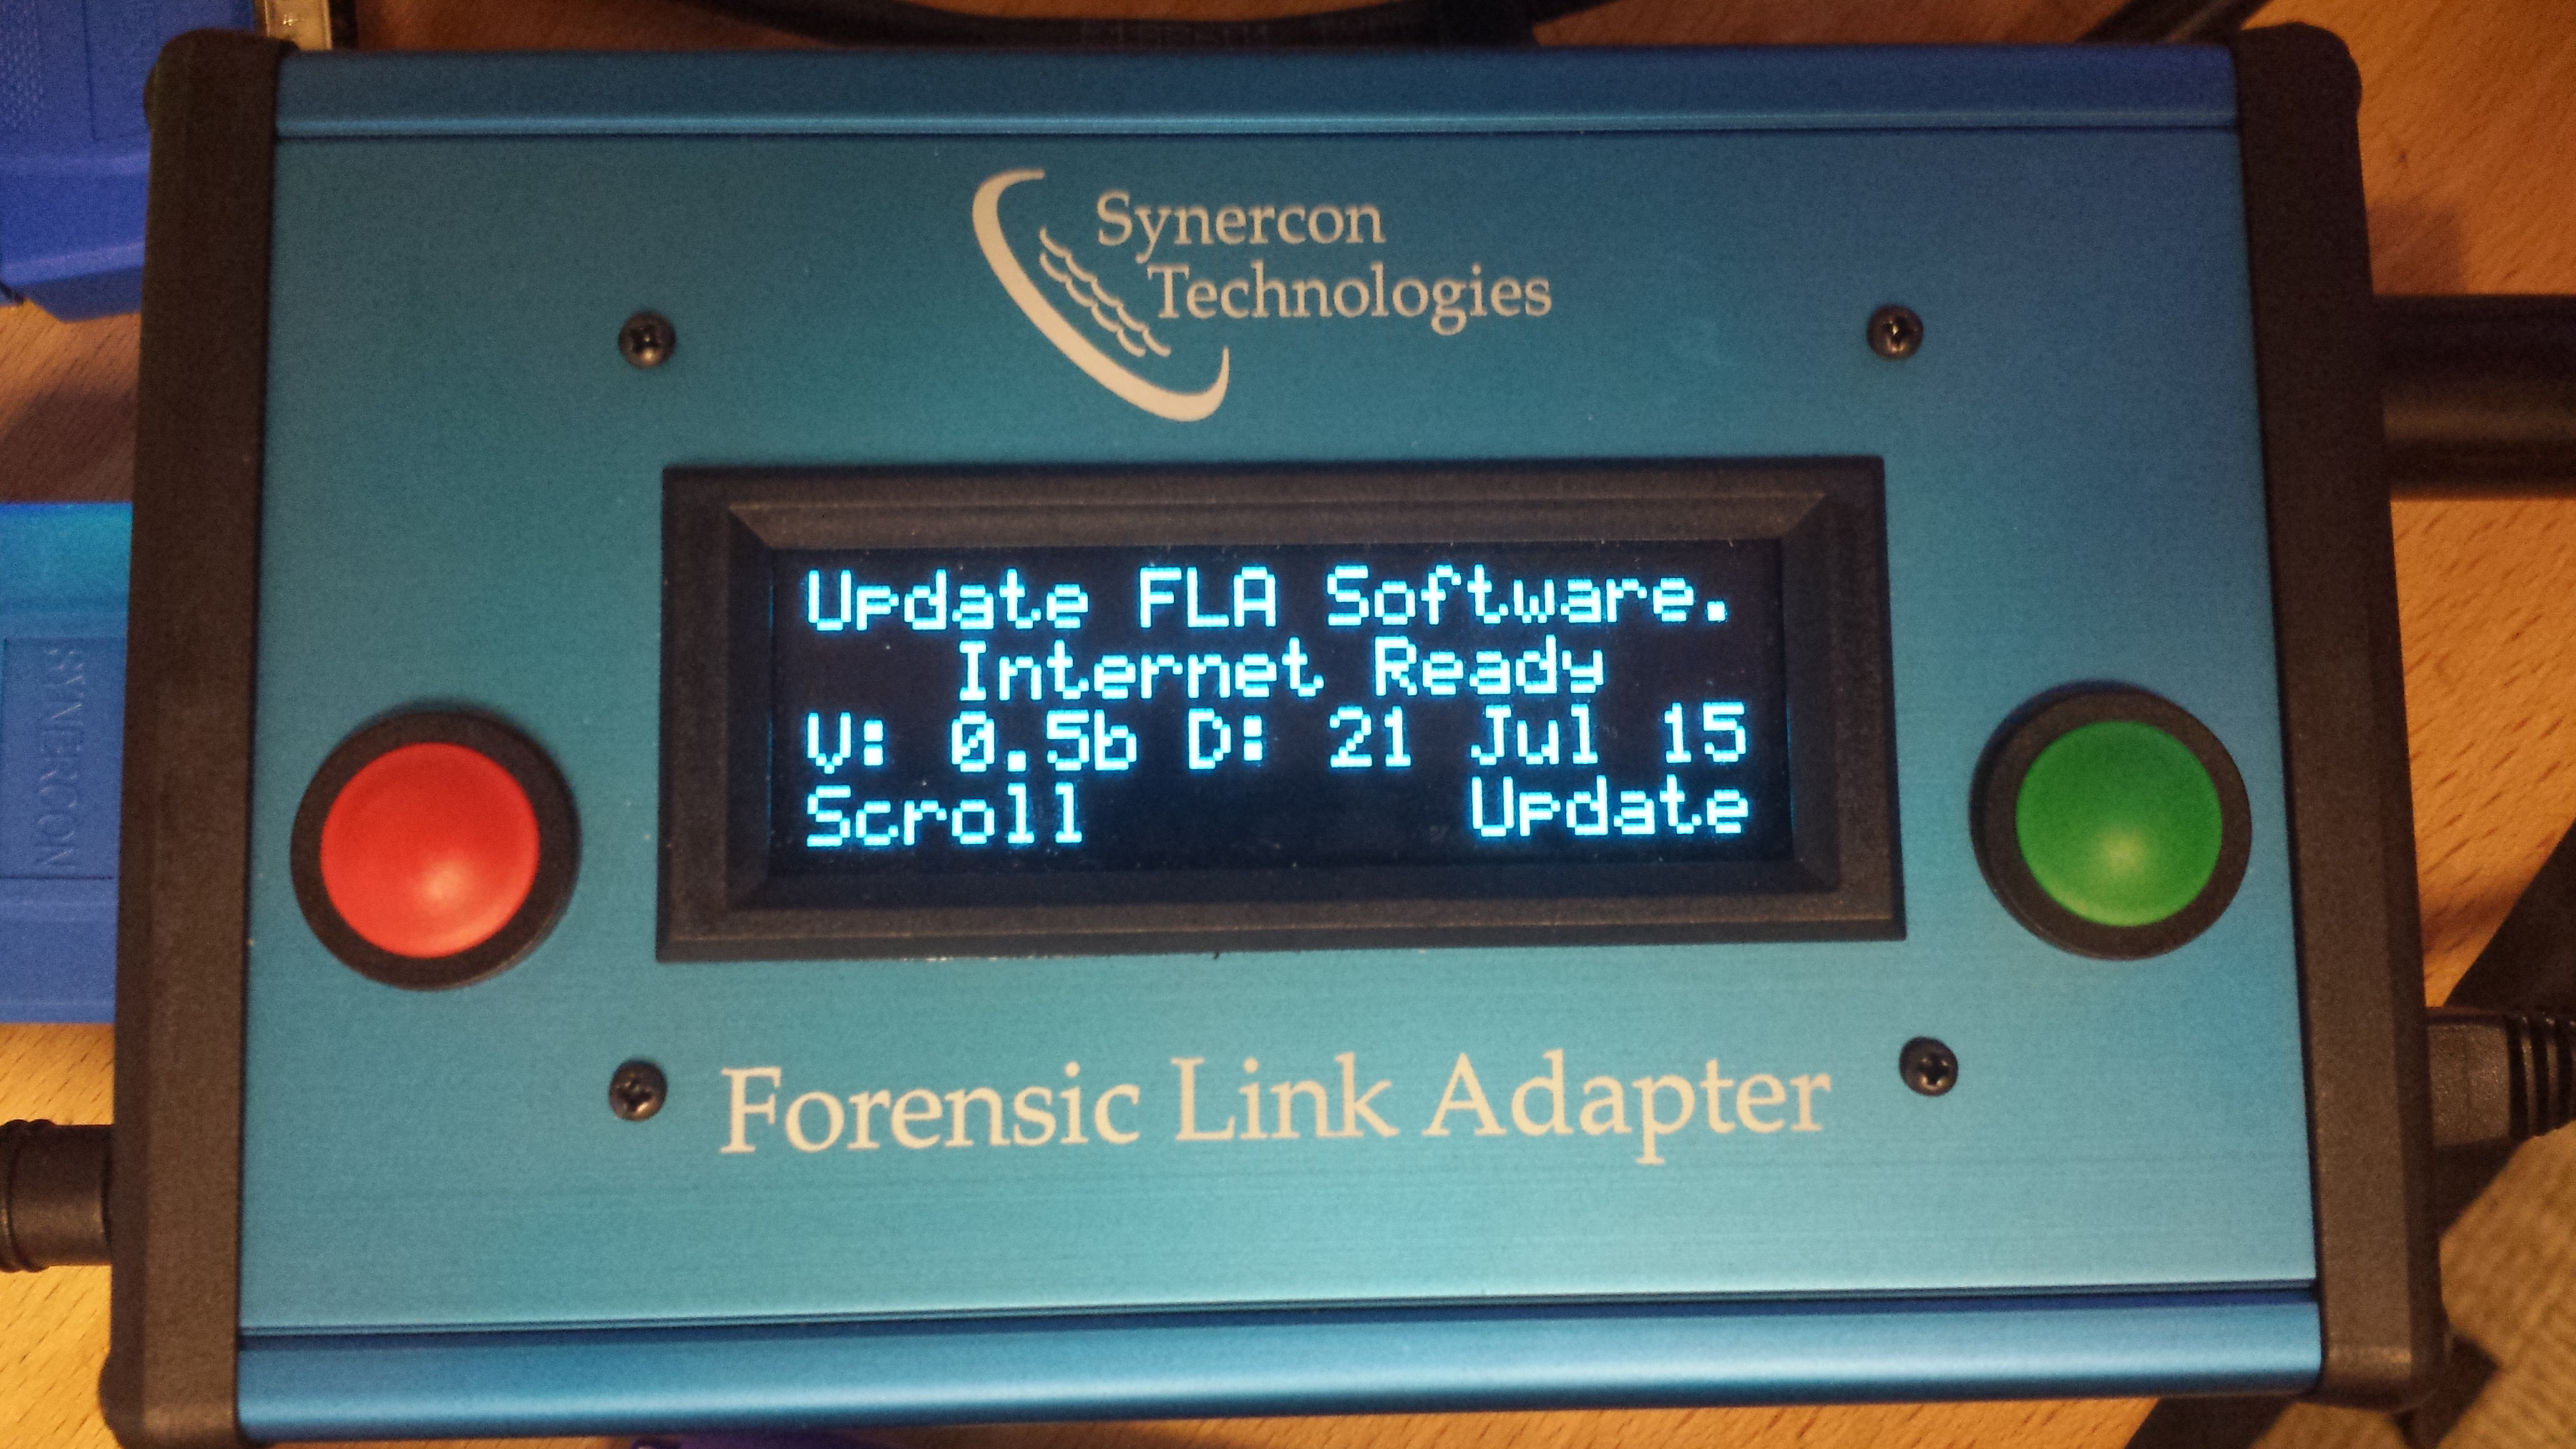 Synercon
Technologies
Update FLA Software.
Internet Ready
V: 0.5b D: 21 Jul 15
Scroll Update
Forensic Link Adapter
SYNERCON